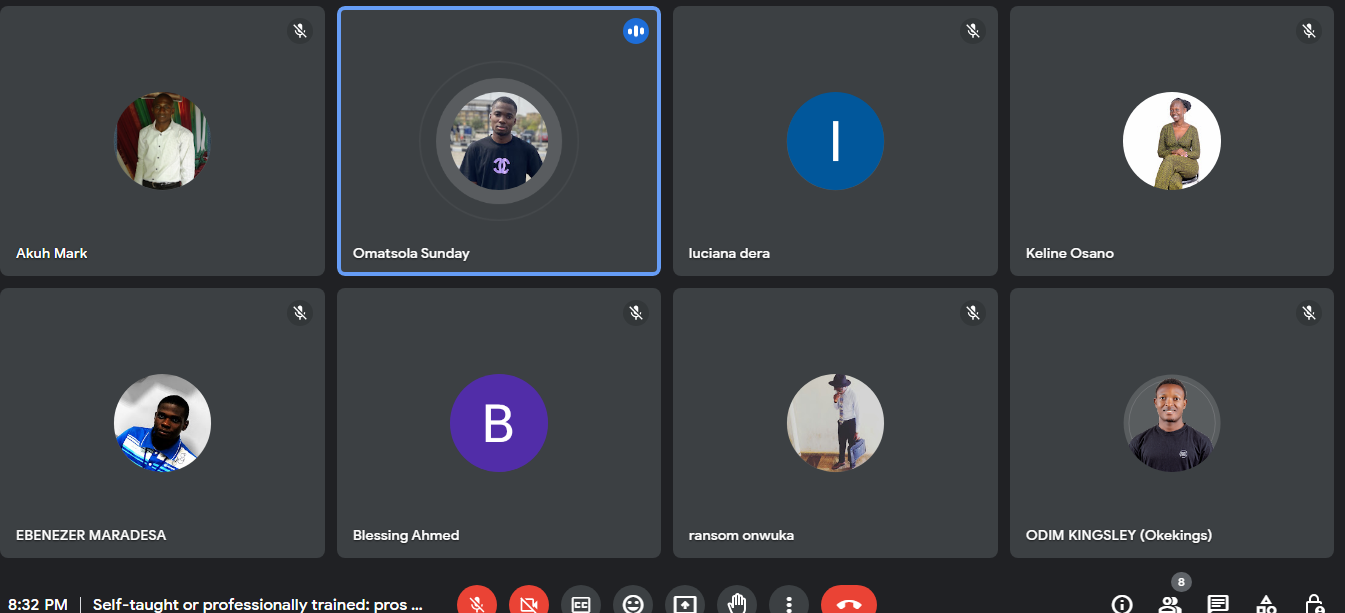 Akuh Mark
Omatsola Sunday
l
luciana dera
Keline Osano
EBENEZER MARADESA
B
Blessing Ahmed
ransom onwuka
ODIM KINGSLEY (Okekings)
8:32 PM | Self-taught or professionally trained: pros ...
CC
8